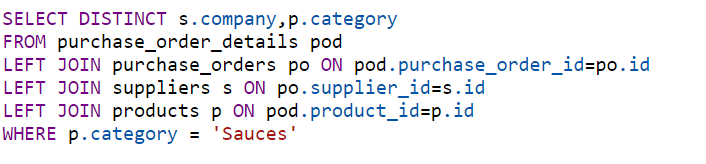 SELECT DISTINCT s.company,p.category
FROM purchase_order_details pod
LEFT JOIN purchase_orders po ON pod.purchase_order_id=po.id
LEFT JOIN suppliers s ON po.supplier_id=s.id
LEFT JOIN products p ON pod.product_id=p.id
WHERE p.category = 'Sauces'